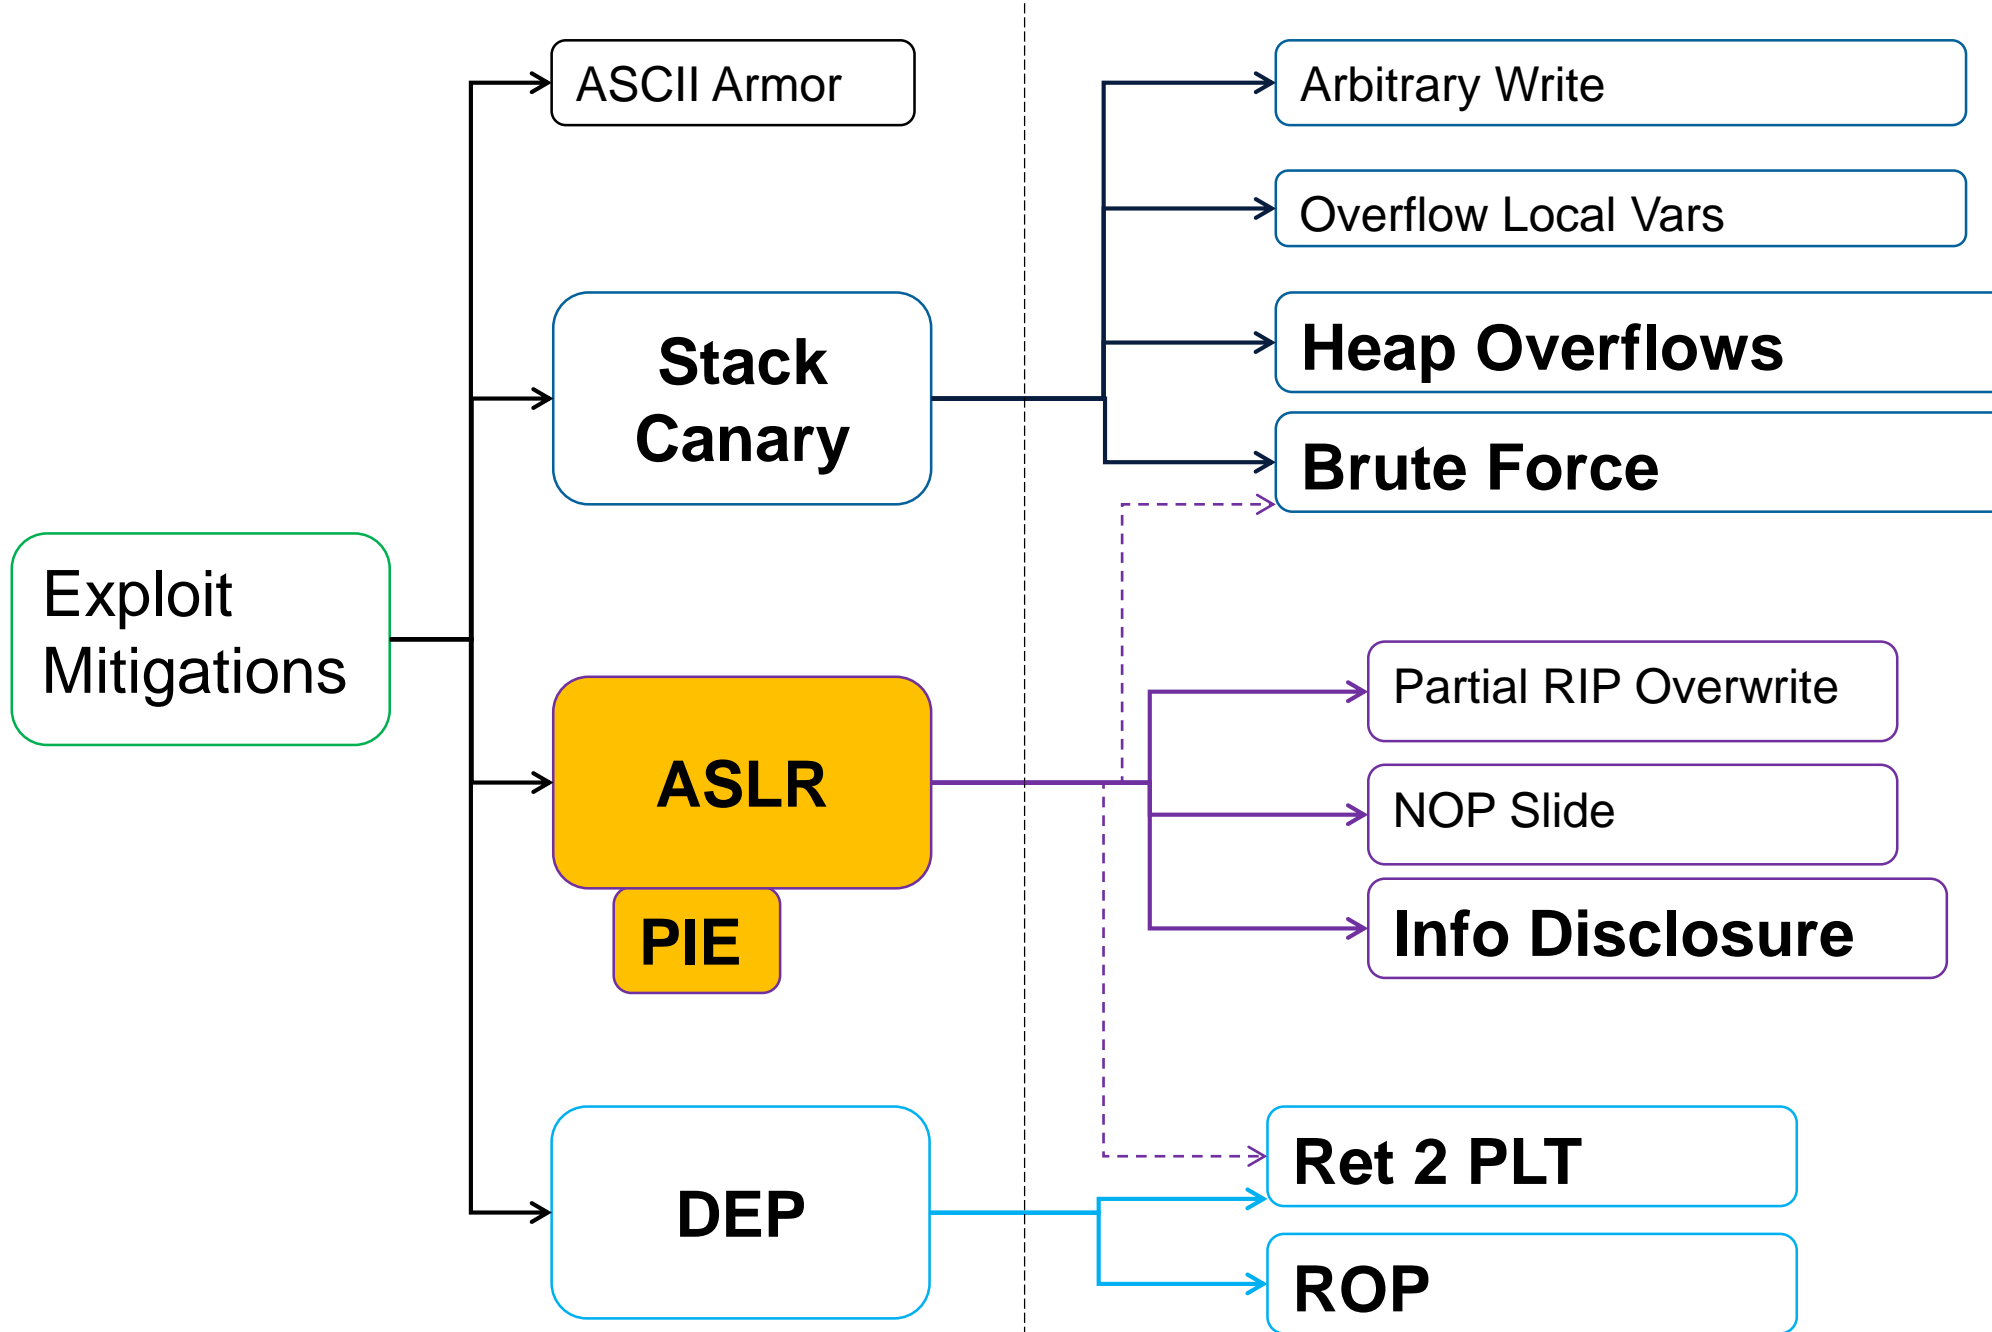 Exploit
Mitigations
ASCII Armor
Stack
Canary
ASLR
PIE
DEP
Arbitrary Write
Overflow Local Vars
Heap Overflows
Brute Force
Partial RIP Overwrite
NOP Slide
Info Disclosure
Ret 2 PLT
ROP